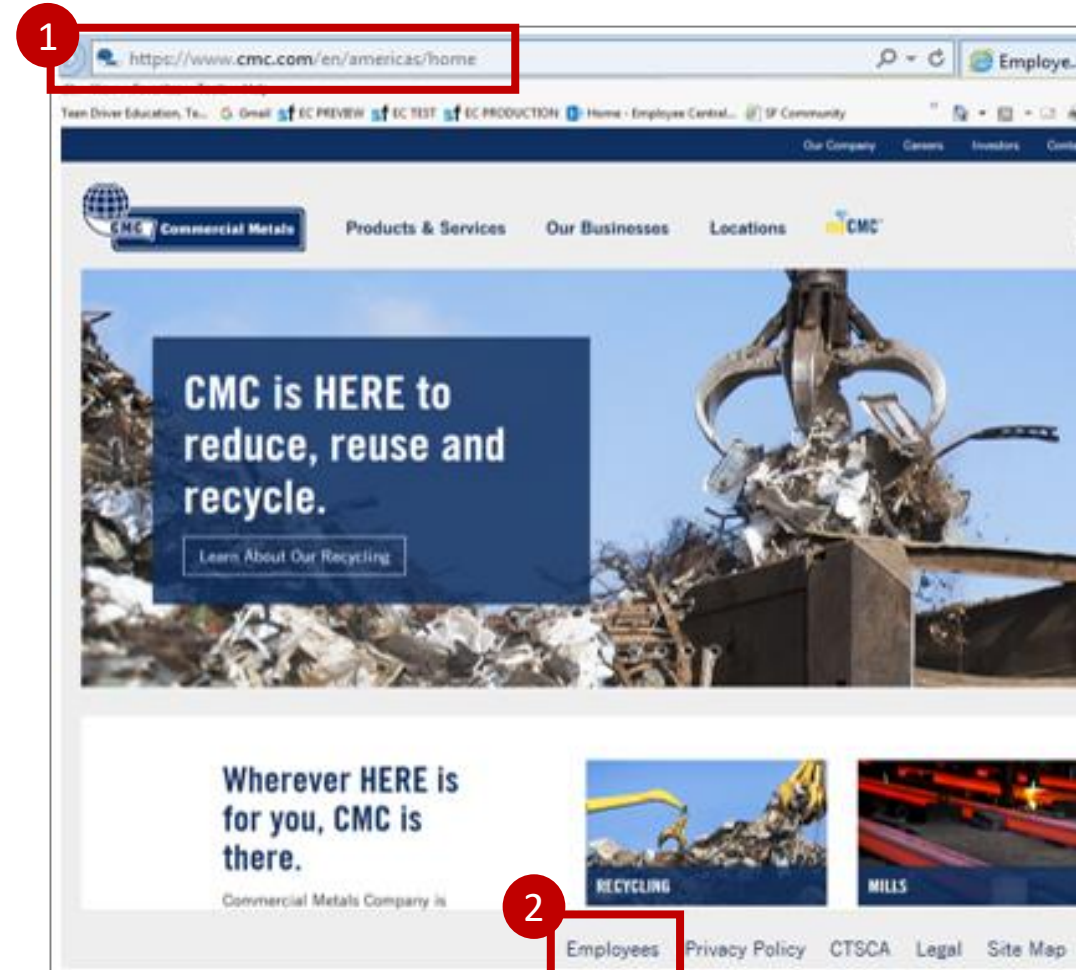 1
https://www.cmc.com/en/americas/home
Employe...
Teen Driver Education, Te... Gmail EC PREVIEW EC TEST EC PRODUCTION Home - Employee Central... SF Community
Our Company Careers Investors Conta
CMC Commercial Metals Products & Services Our Businesses Locations myCMC
CMC is HERE to
reduce, reuse and
recycle.
Learn About Our Recycling
Wherever HERE is
for you, CMC is
there.
Commercial Metals Company is
RECYCLING
MILLS
2
Employees Privacy Policy CTSCA Legal Site Map